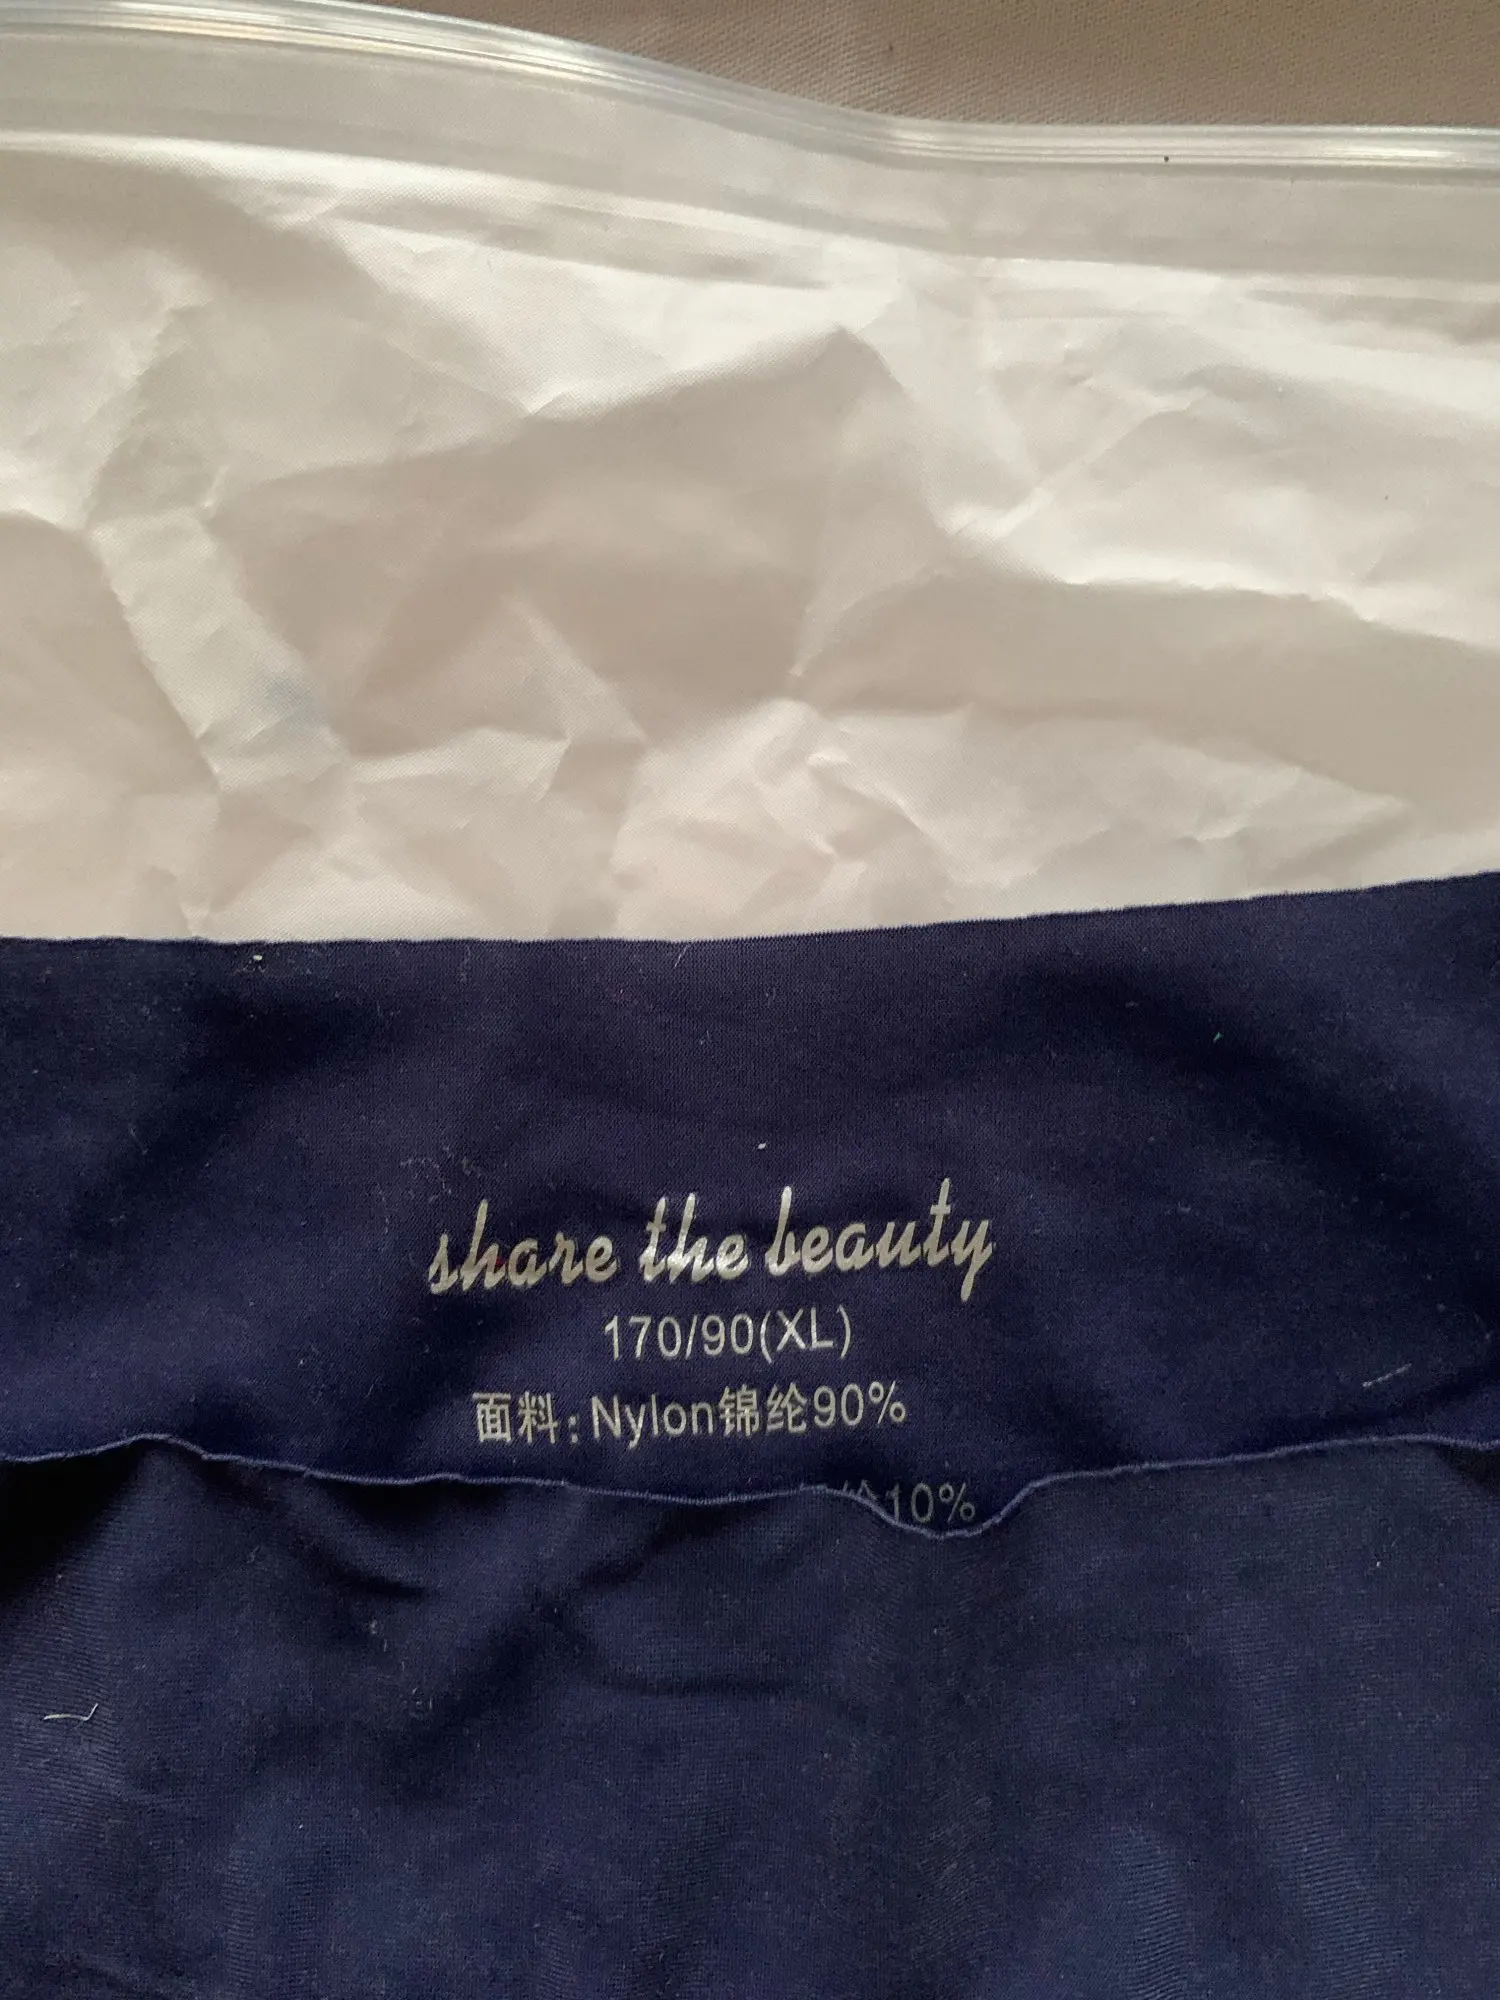 share the beauty
170/90(XL)
面料:Nylon锦纶90%
10%